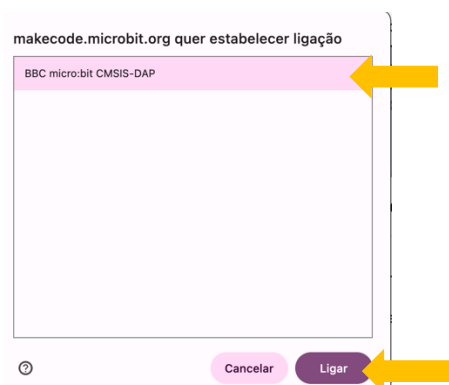 makecode.microbit.org quer estabelecer ligação
BBC micro:bit CMSIS-DAP
Cancelar
Ligar